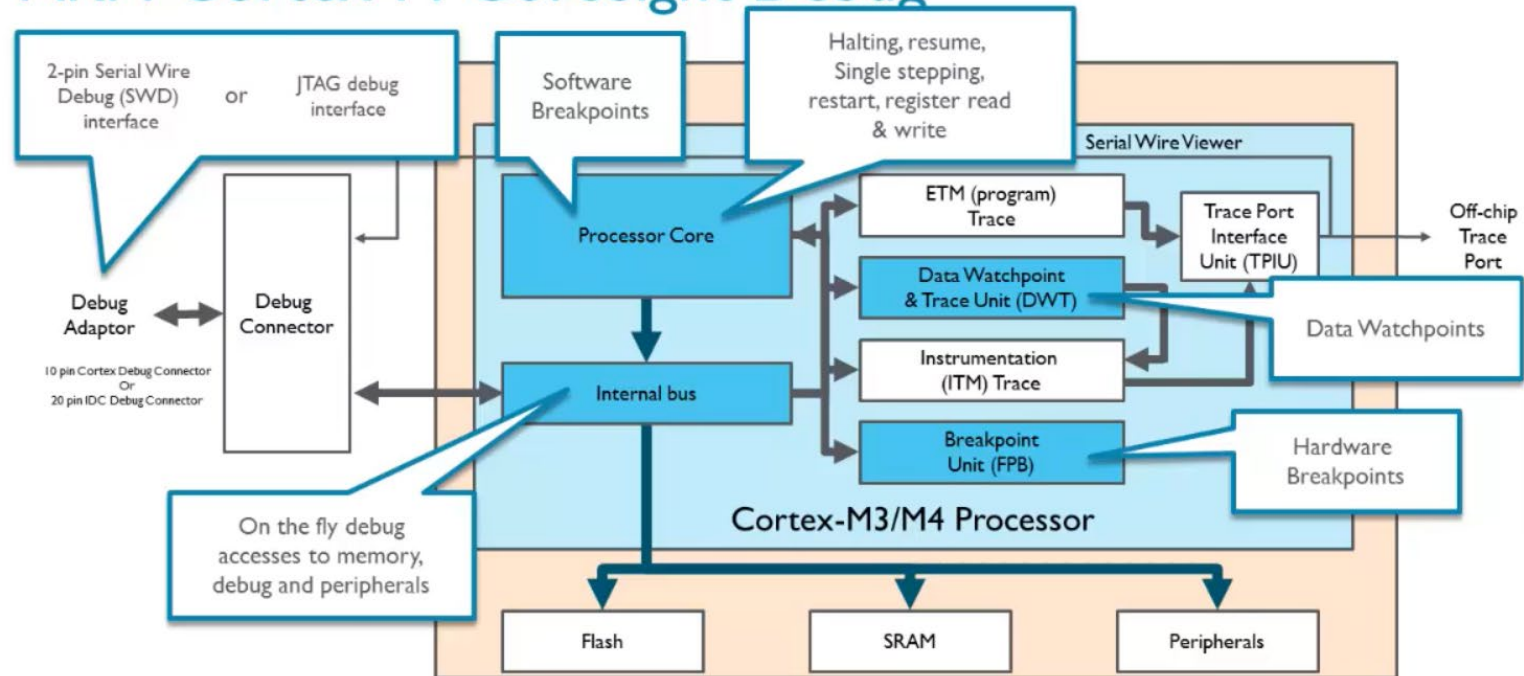 2-pin Serial Wire
Debug (SWD)
interface
or
JTAG debug
interface
Software
Breakpoints
Halting, resume,
Single stepping,
restart, register read
& write
Serial Wire Viewer
Processor Core
ETM (program)
Trace
Trace Port
Interface
Unit (TPIU)
Off-chip
Trace
Port
Data Watchpoint
& Trace Unit (DWT)
Data Watchpoints
Debug
Adaptor
Debug
Connector
10 pin Cortex Debug Connector
Or
20 pin IDC Debug Connector
Internal bus
Instrumentation
(ITM) Trace
Breakpoint
Unit (FPB)
Hardware
Breakpoints
On the fly debug
accesses to memory,
debug and peripherals
Cortex-M3/M4 Processor
Flash
SRAM
Peripherals